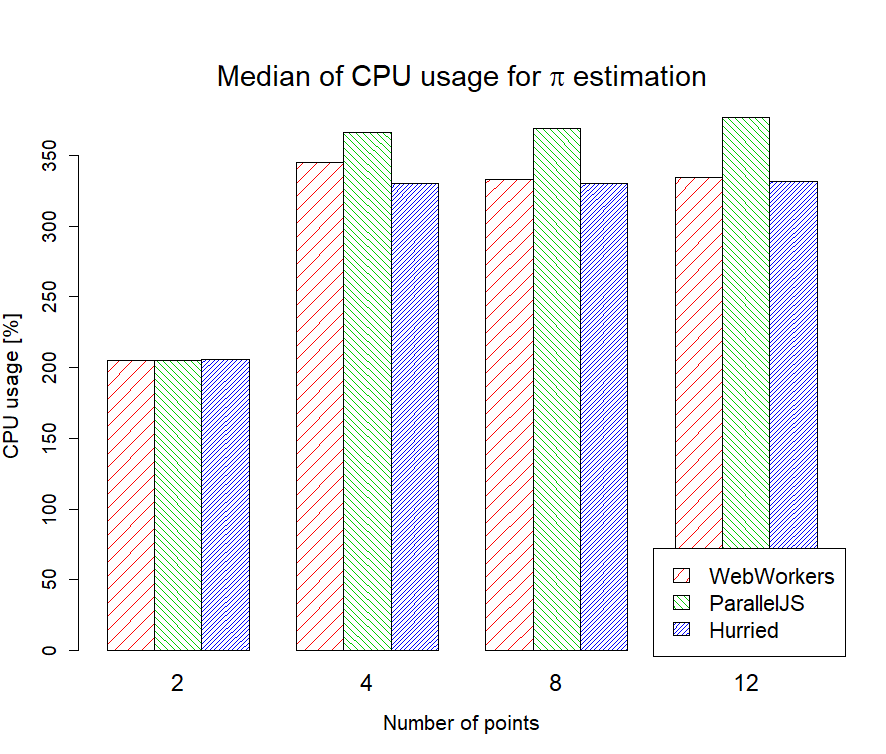 Median of CPU usage for π estimation
CPU usage [%]
350
300
250
200
150
100
50
0
2 4 8 12
Number of points
WebWorkers
ParallelJS
Hurried